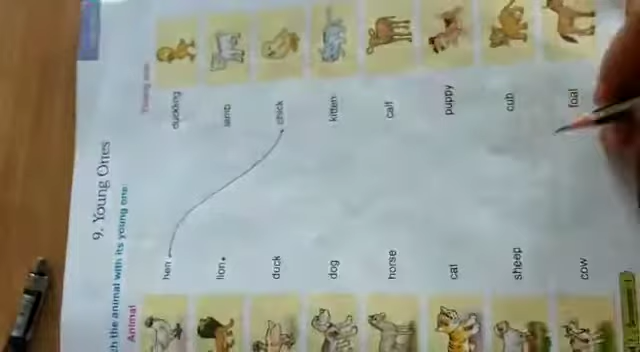 9. Young Ones
the animal with its young one
Animal
Young one
hen
duckling
lion
lamb
duck
chick
dog
kitten
horse
calf
cat
puppy
sheep
cub
cow
foal